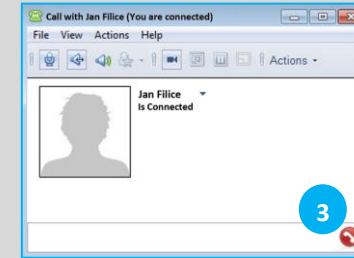 Call with Jan Filice (You are connected)
File View Actions Help
Actions
Jan Filice
Is Connected
3